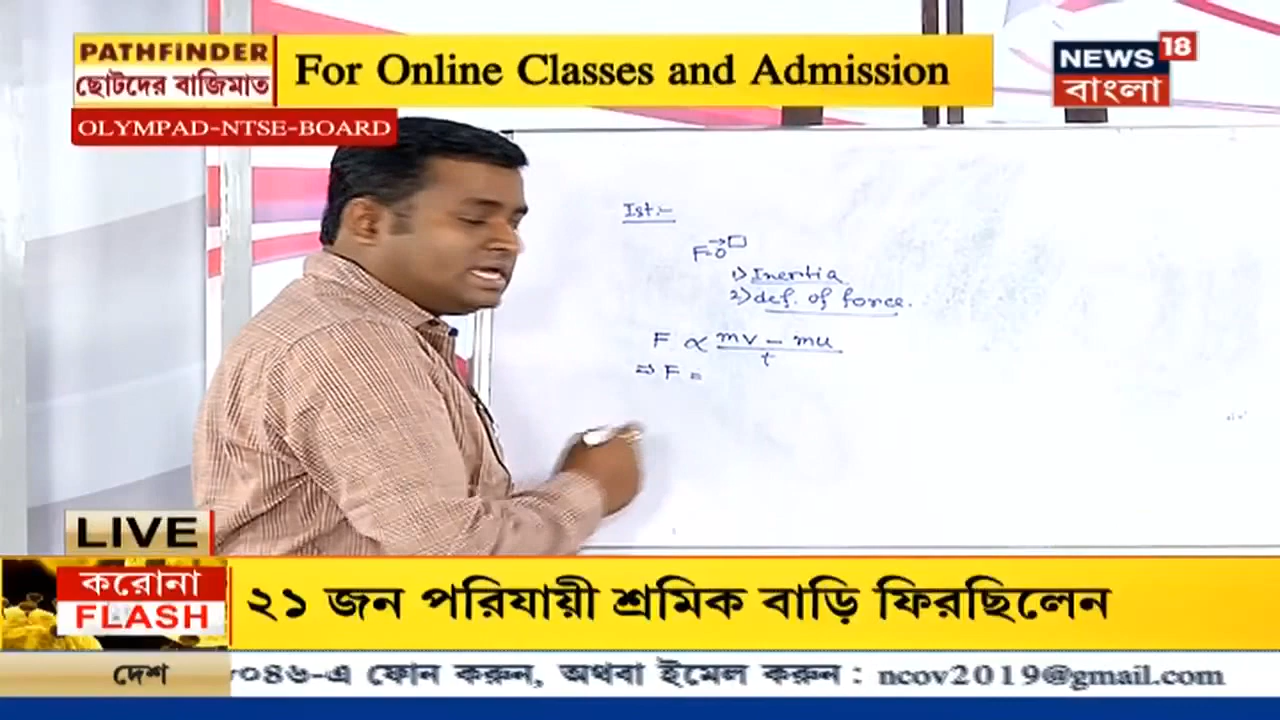 PATHFINDER
ছোটদের বাজিমাত
For Online Classes and Admission
OLYMPAD-NTSE-BOARD
NEWS 18
বাংলা
Ist:-
F=0
1) Inertia
2) def. of force.
F ∝ mv - mu
t
⇒ F =
LIVE
করোনা
FLASH
২১ জন পরিযায়ী শ্রমিক বাড়ি ফিরছিলেন
দেশ
০৪৬-এ ফোন করুন, অথবা ইমেল করুন : ncov2019@gmail.com